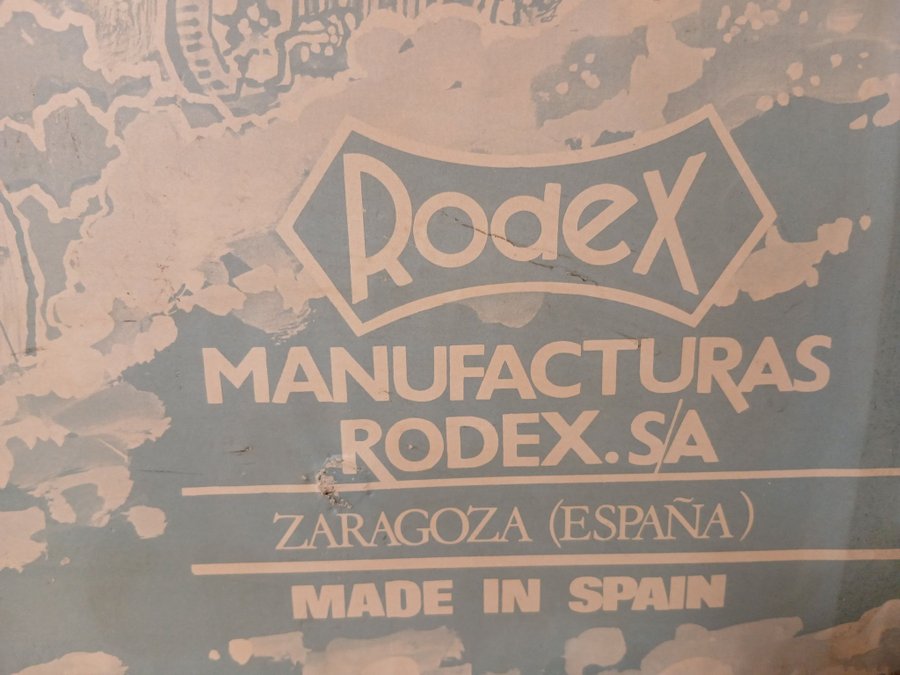 RodeX
MANUFACTURAS
RODEX. S/A
ZARAGOZA (ESPAÑA)
MADE IN SPAIN